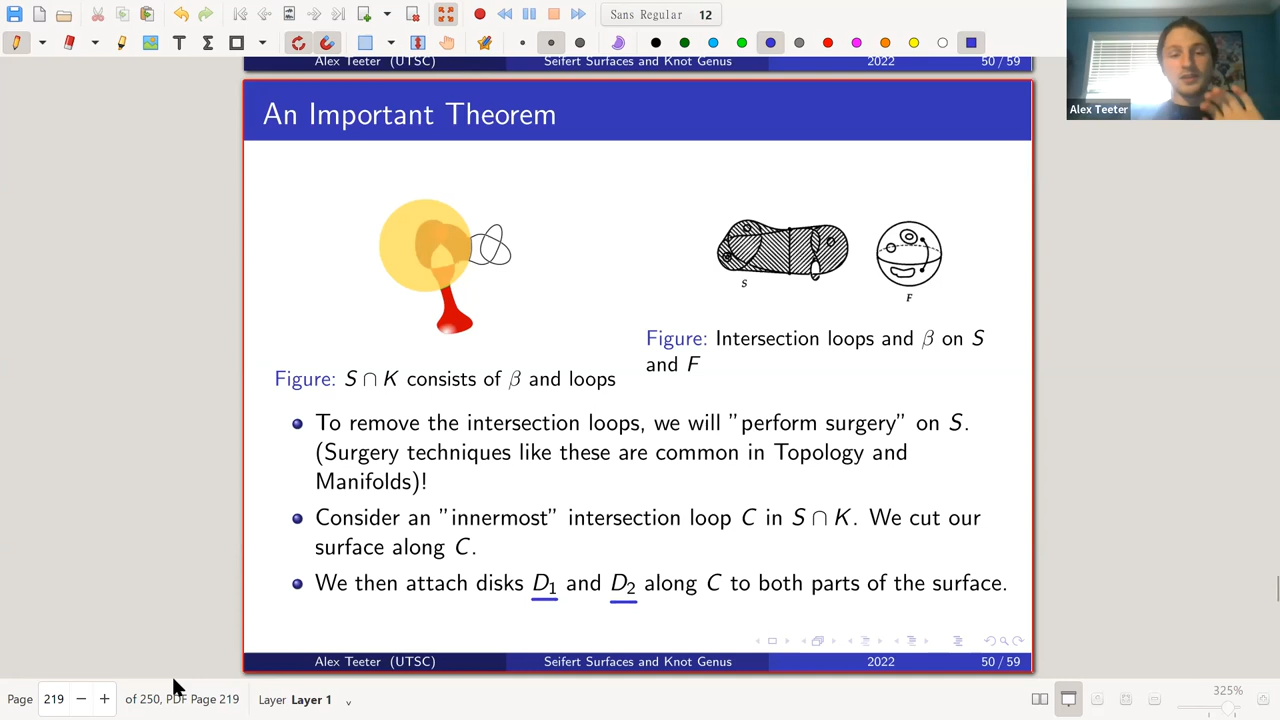 Sans Regular 12
Alex Teeter (UTSC) Seifert Surfaces and Knot Genus 2022 50 / 59
Alex Teeter
An Important Theorem
S
F
Figure: Intersection loops and β on S
and F
Figure: S ∩ K consists of β and loops
To remove the intersection loops, we will ”perform surgery” on S.
(Surgery techniques like these are common in Topology and
Manifolds)!
Consider an ”innermost” intersection loop C in S ∩ K. We cut our
surface along C.
We then attach disks D1 and D2 along C to both parts of the surface.
Alex Teeter (UTSC) Seifert Surfaces and Knot Genus 2022 50 / 59
Page 219 of 250, PDF Page 219 Layer Layer 1 325%